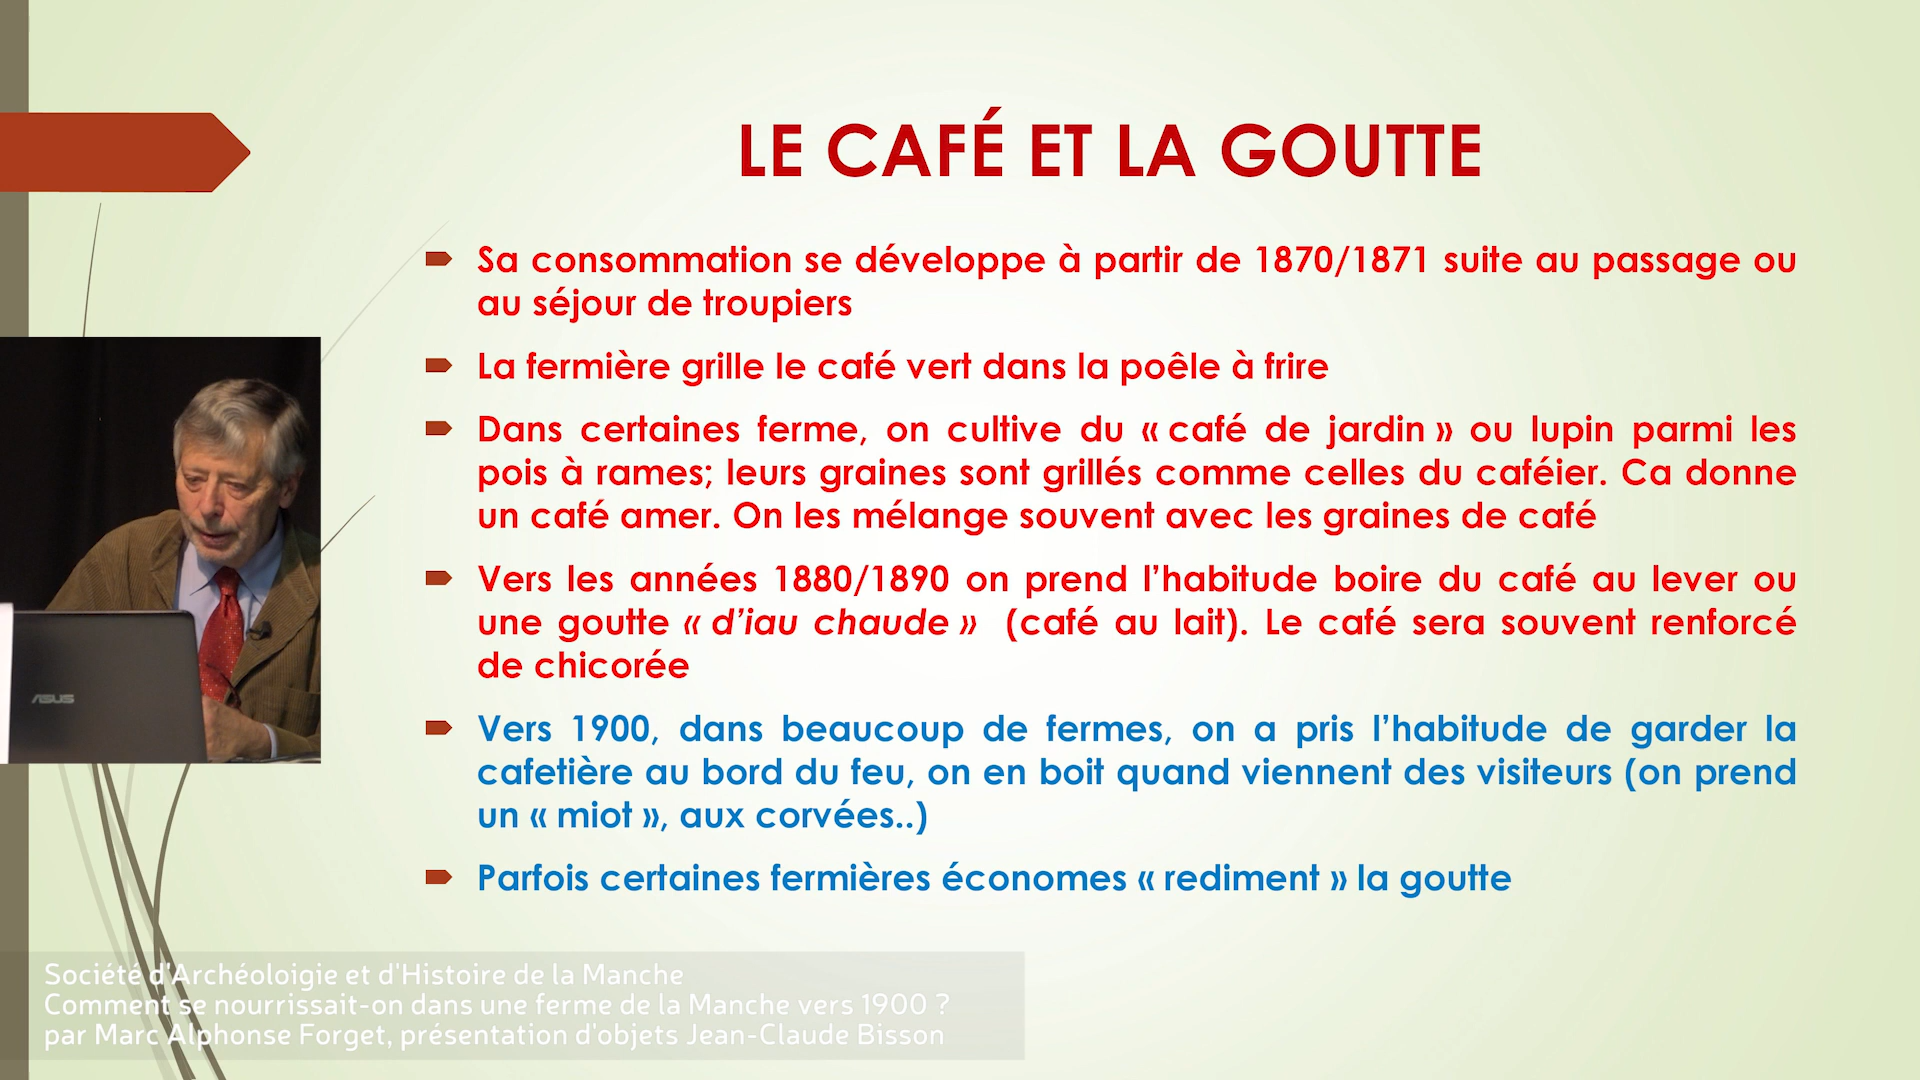 LE CAFÉ ET LA GOUTTE
Sa consommation se développe à partir de 1870/1871 suite au passage ou
au séjour de troupiers
La fermière grille le café vert dans la poêle à frire
Dans certaines ferme, on cultive du « café de jardin » ou lupin parmi les
pois à rames; leurs graines sont grillés comme celles du caféier. Ca donne
un café amer. On les mélange souvent avec les graines de café
Vers les années 1880/1890 on prend l’habitude boire du café au lever ou
une goutte « d’iau chaude » (café au lait). Le café sera souvent renforcé
de chicorée
Vers 1900, dans beaucoup de fermes, on a pris l’habitude de garder la
cafetière au bord du feu, on en boit quand viennent des visiteurs (on prend
un « miot », aux corvées..)
Parfois certaines fermières économes « rediment » la goutte
ASUS
Société d'Archéoloigie et d'Histoire de la Manche
Comment se nourrissait-on dans une ferme de la Manche vers 1900 ?
par Marc Alphonse Forget, présentation d'objets Jean-Claude Bisson